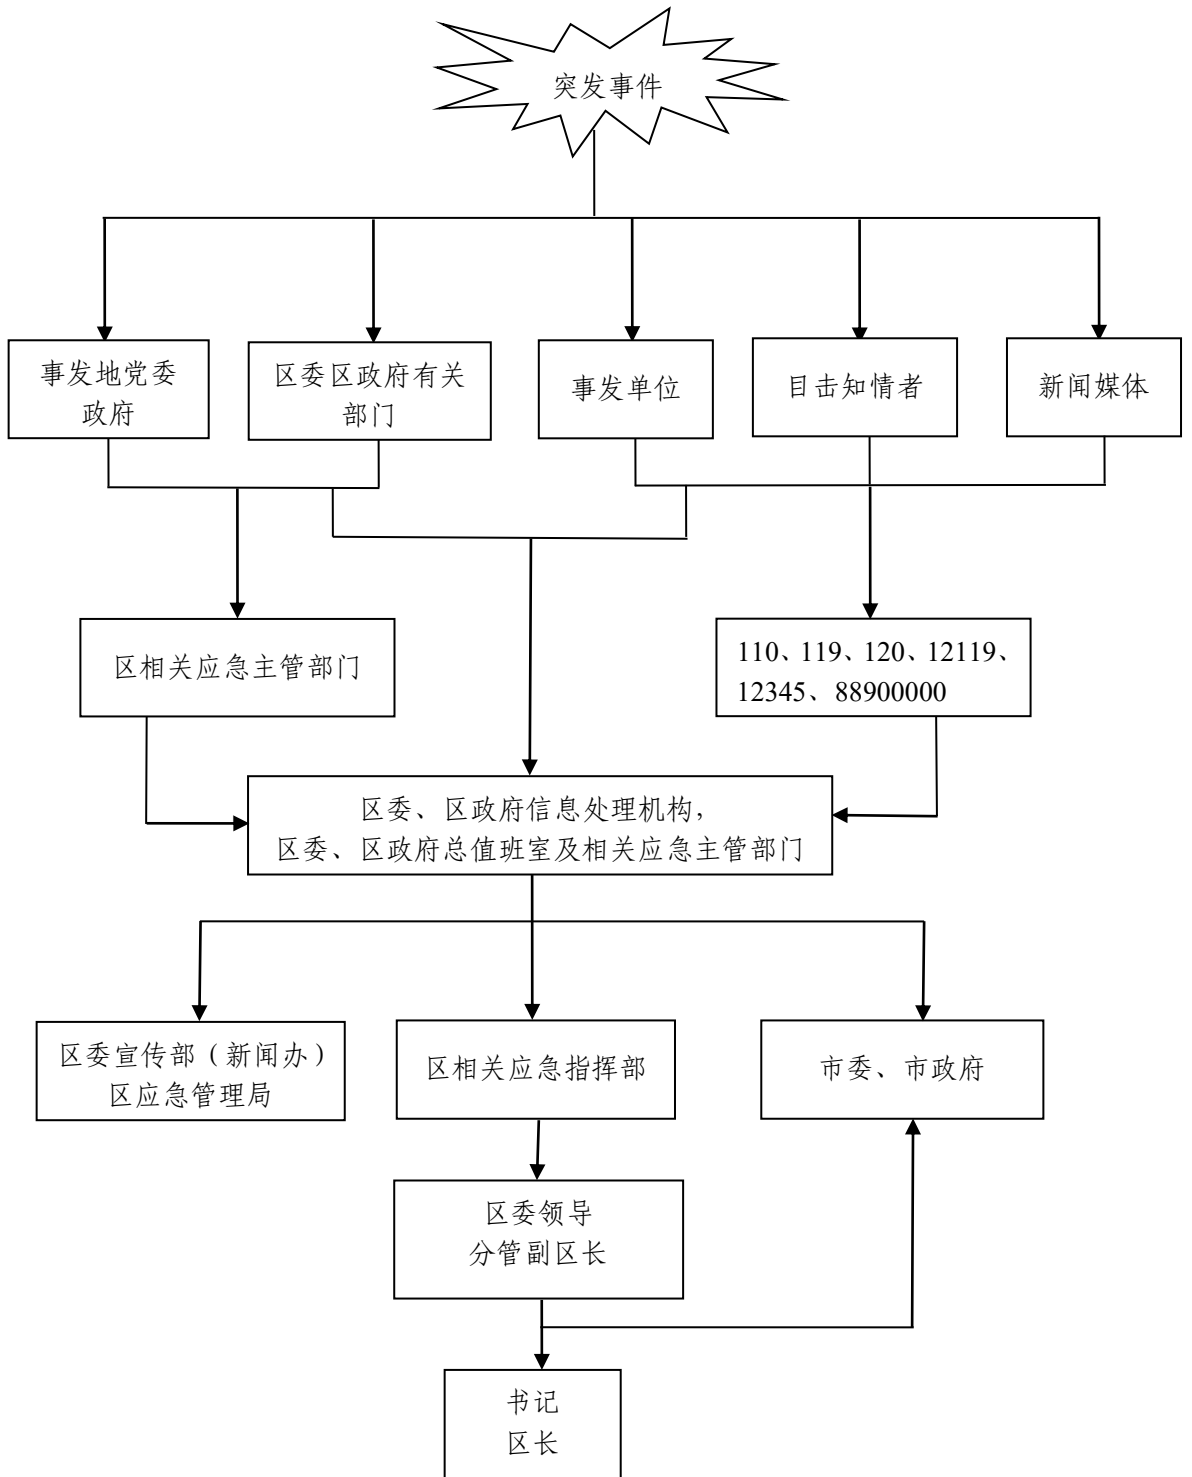 突发事件
事发地党委
政府
区委区政府有关
部门
事发单位
目击知情者
新闻媒体
区相关应急主管部门
110、119、120、12119、
12345、88900000
区委、区政府信息处理机构，
区委、区政府总值班室及相关应急主管部门
区委宣传部（新闻办）
区应急管理局
区相关应急指挥部
市委、市政府
区委领导
分管副区长
书记
区长